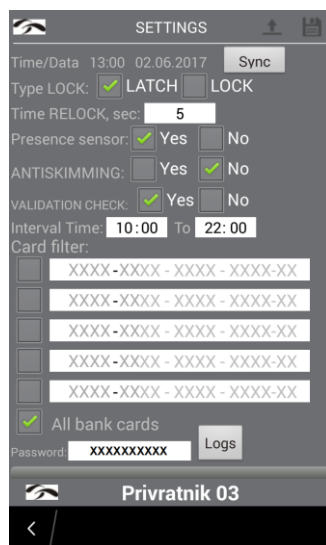 SETTINGS
Time/Data 13:00 02.06.2017 Sync
Type LOCK: LATCH LOCK
Time RELOCK, sec: 5
Presence sensor: Yes No
ANTISKIMMING: Yes No
VALIDATION CHECK: Yes No
Interval Time: 10:00 To 22:00
Card filter:
XXXX-XXXX - XXXX - XXXX-XX
XXXX-XXXX - XXXX - XXXX-XX
XXXX-XXXX - XXXX - XXXX-XX
XXXX-XXXX - XXXX - XXXX-XX
XXXX-XXXX - XXXX - XXXX-XX
All bank cards
Password: XXXXXXXXXX Logs
Privratnik 03